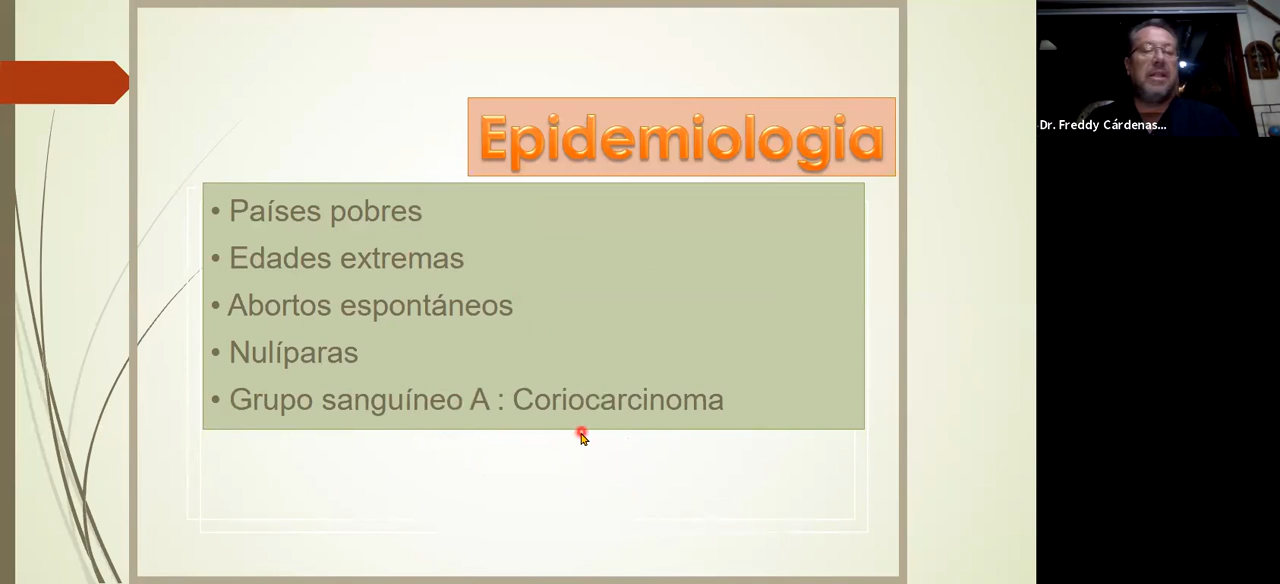 Epidemiologia
• Países pobres
• Edades extremas
• Abortos espontáneos
• Nulíparas
• Grupo sanguíneo A : Coriocarcinoma
Dr. Freddy Cárdenas...